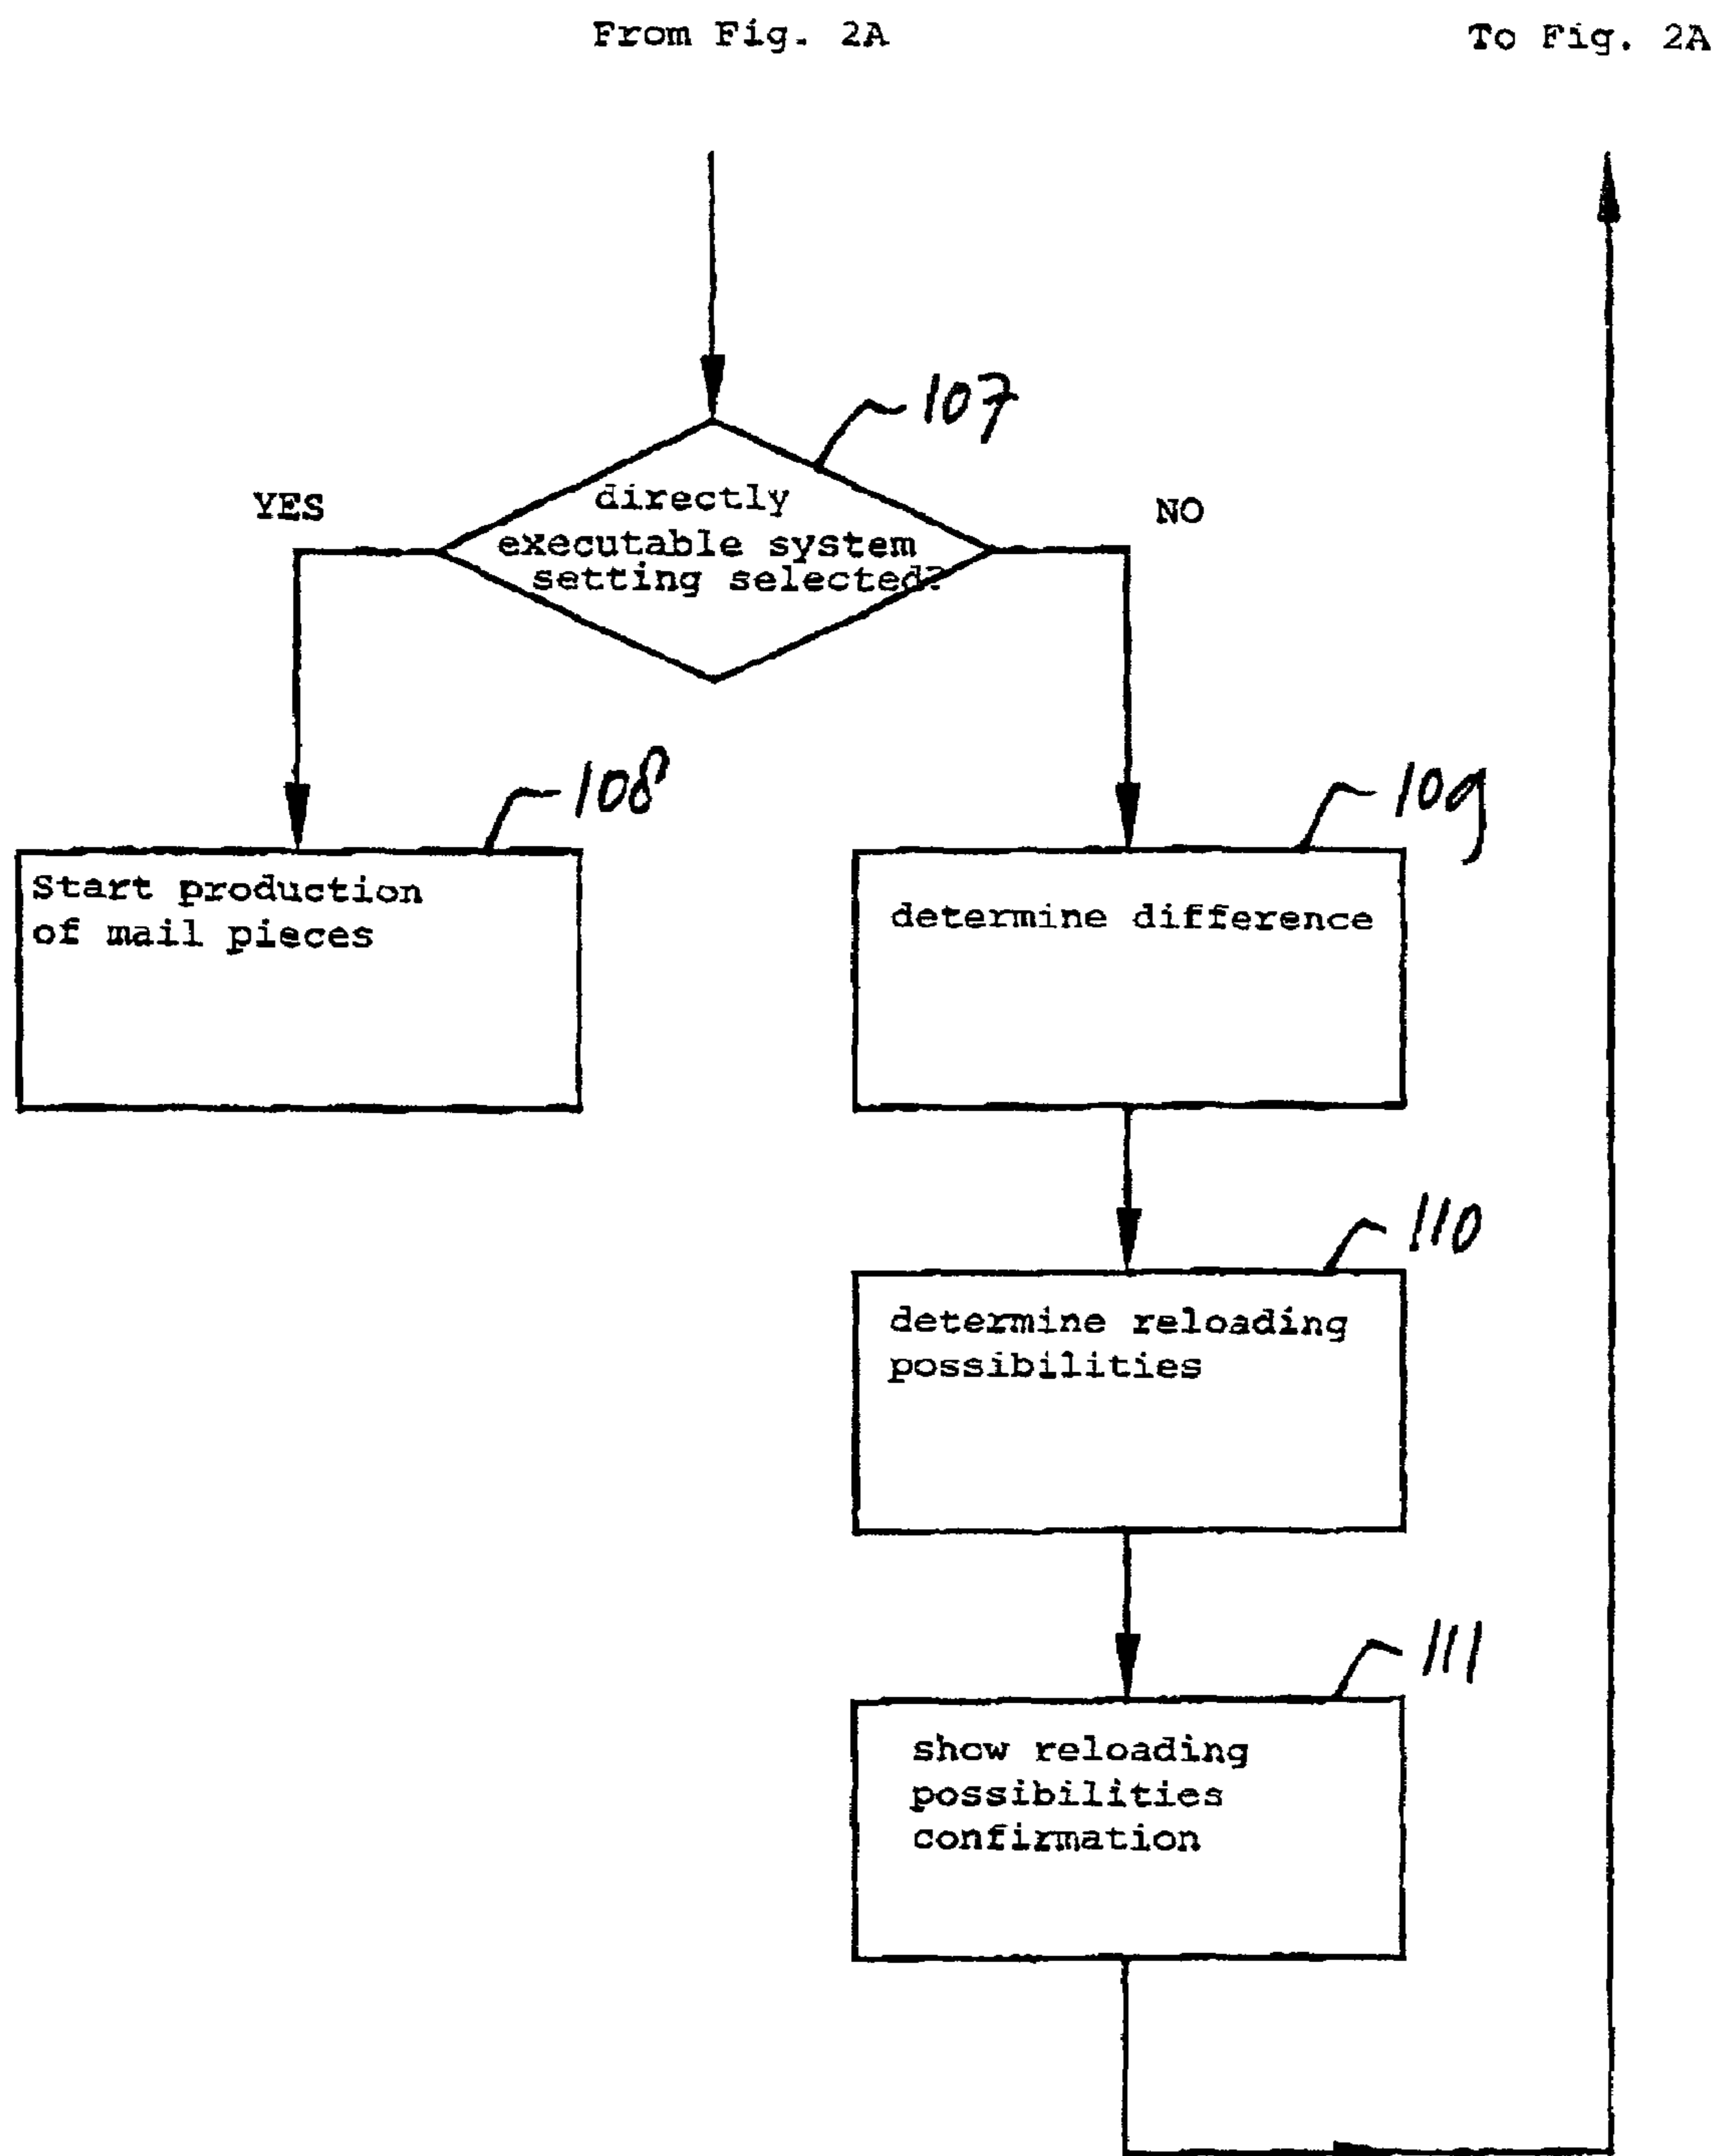 From Fig. 2A
To Fig. 2A
107
YES
NO
directly
executable system
setting selected?
108
109
Start production
of mail pieces
determine difference
110
determine reloading
possibilities
111
show reloading
possibilities
confirmation